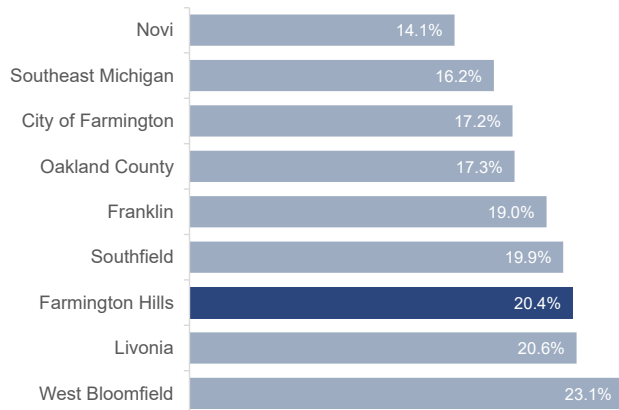 Novi 14.1%
Southeast Michigan 16.2%
City of Farmington 17.2%
Oakland County 17.3%
Franklin 19.0%
Southfield 19.9%
Farmington Hills 20.4%
Livonia 20.6%
West Bloomfield 23.1%